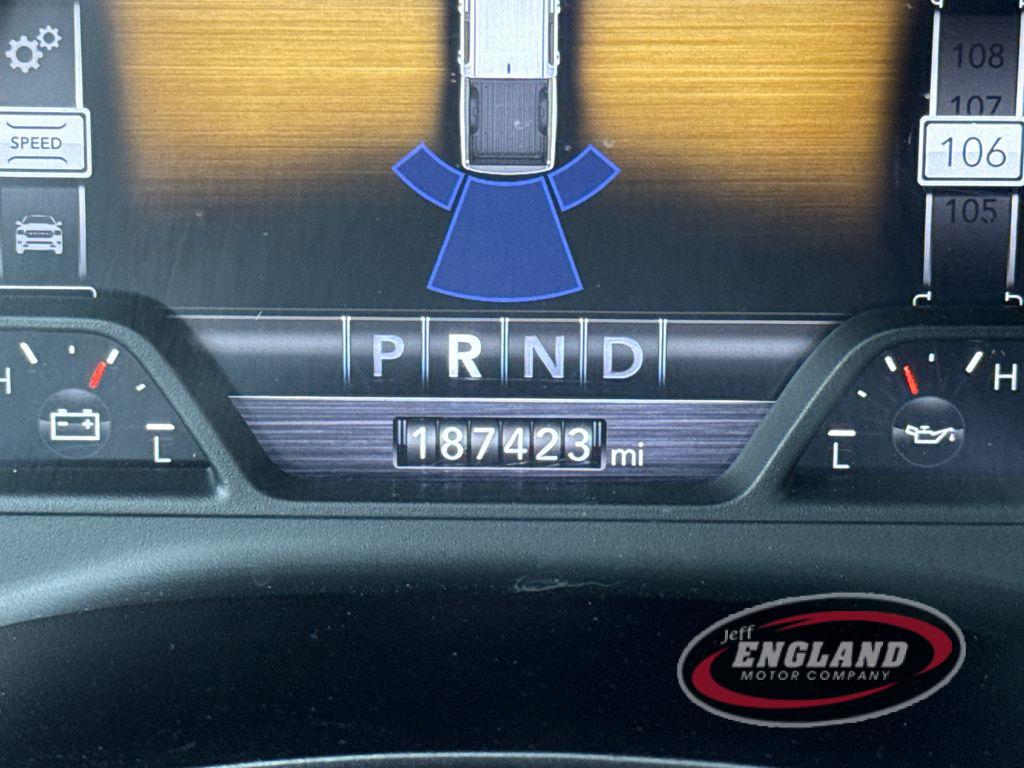 108
107
SPEED
106
105
P R N D
H
H
187423 mi
L
L
Jeff
ENGLAND
MOTOR COMPANY